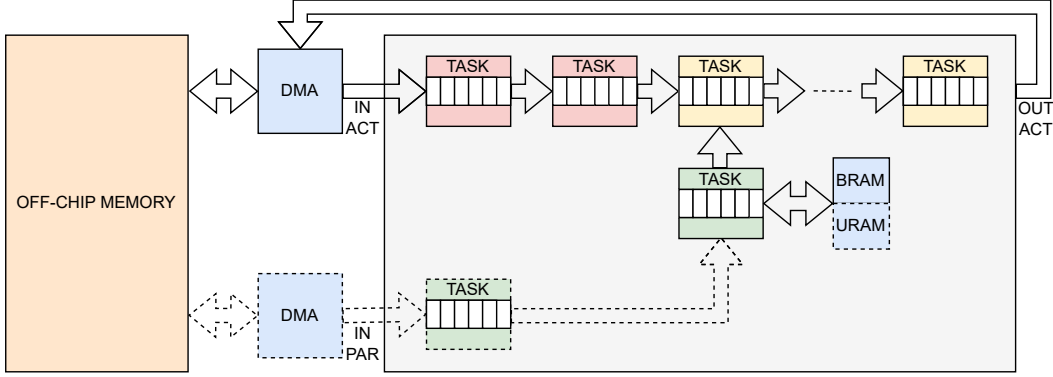 TASK
TASK
TASK
TASK
DMA
IN
ACT
OUT
ACT
TASK
BRAM
OFF-CHIP MEMORY
URAM
TASK
DMA
IN
PAR